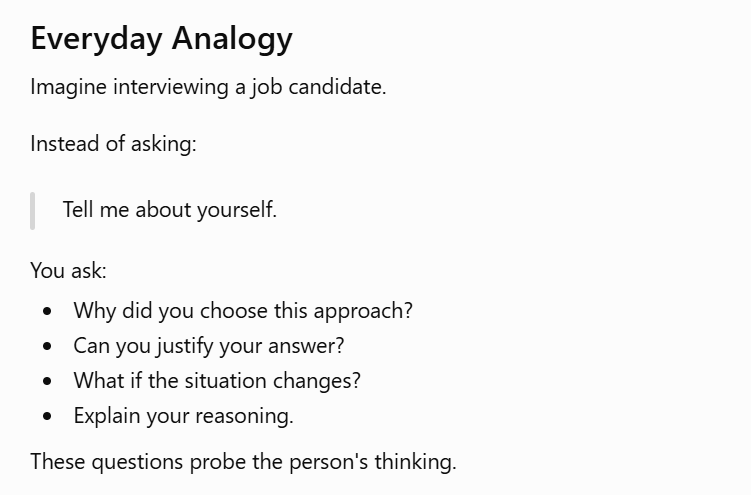 Everyday Analogy
Imagine interviewing a job candidate.
Instead of asking:
Tell me about yourself.
You ask:
• Why did you choose this approach?
• Can you justify your answer?
• What if the situation changes?
• Explain your reasoning.
These questions probe the person's thinking.